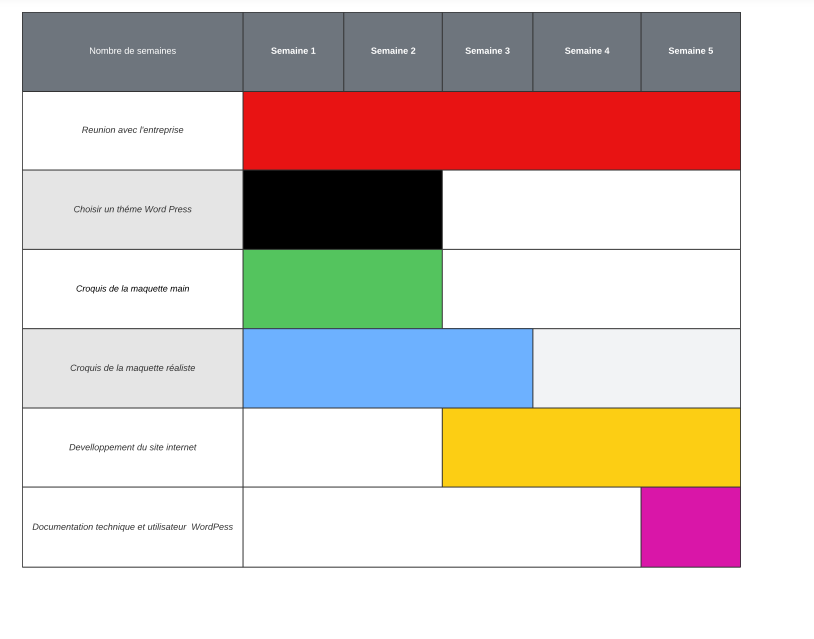 Nombre de semaines
Semaine 1
Semaine 2
Semaine 3
Semaine 4
Semaine 5
Reunion avec l'entreprise
Choisir un théme Word Press
Croquis de la maquette main
Croquis de la maquette réaliste
Develloppement du site internet
Documentation technique et utilisateur  WordPess